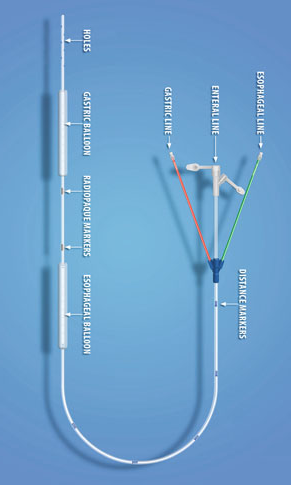 ESOPHAGEAL LINE
ENTERAL LINE
GASTRIC LINE
DISTANCE MARKERS
HOLES
GASTRIC BALLOON
RADIOPAQUE MARKERS
ESOPHAGEAL BALLOON